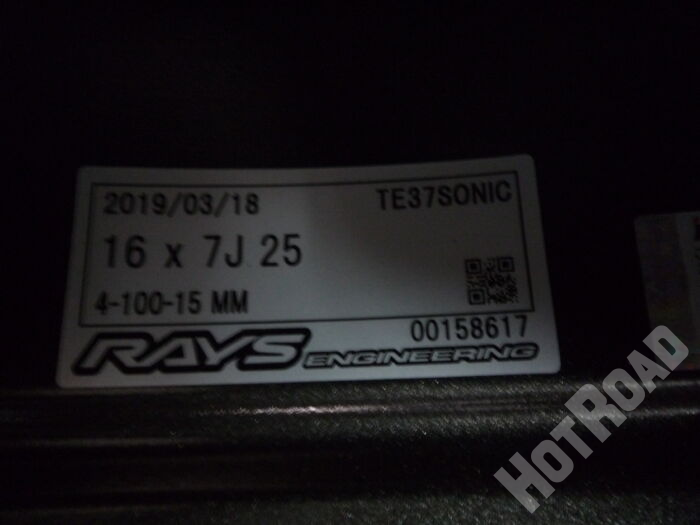 2019/03/18 TE37SONIC
16 x 7J 25
4-100-15 MM
00158617
RAYS ENGINEERING
HOTROAD